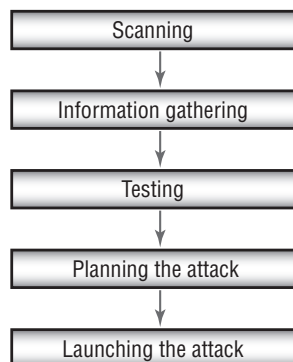 Scanning
Information gathering
Testing
Planning the attack
Launching the attack